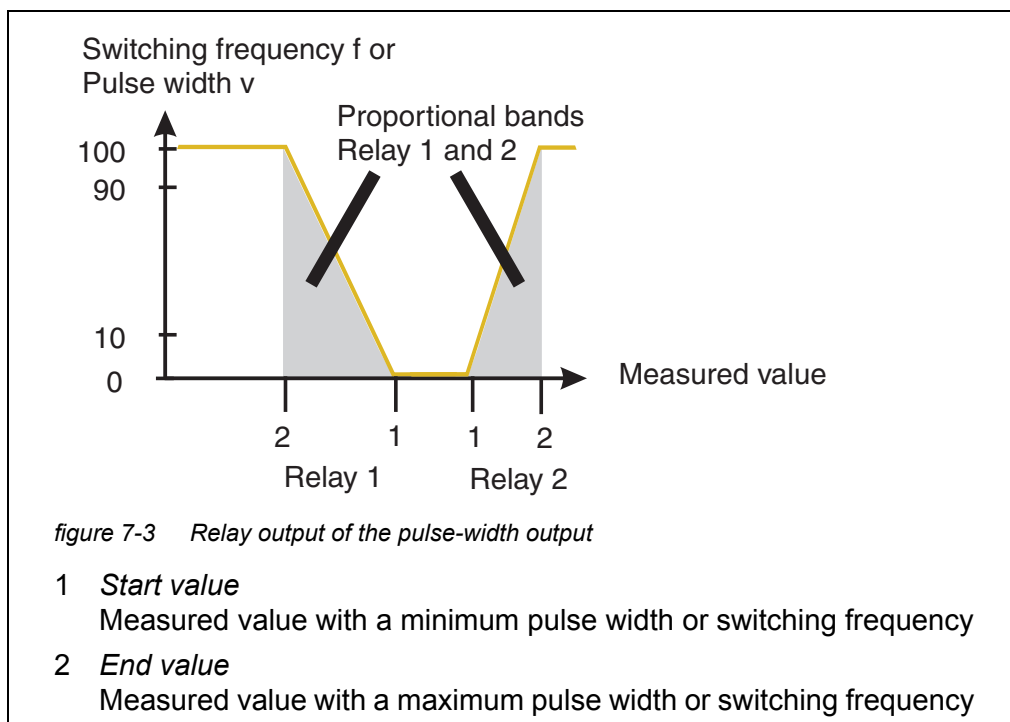 Switching frequency f or
Pulse width v
Proportional bands
Relay 1 and 2
100
90
10
0
Measured value
2 1 1 2
Relay 1 Relay 2
figure 7-3 Relay output of the pulse-width output
1 Start value
Measured value with a minimum pulse width or switching frequency
2 End value
Measured value with a maximum pulse width or switching frequency